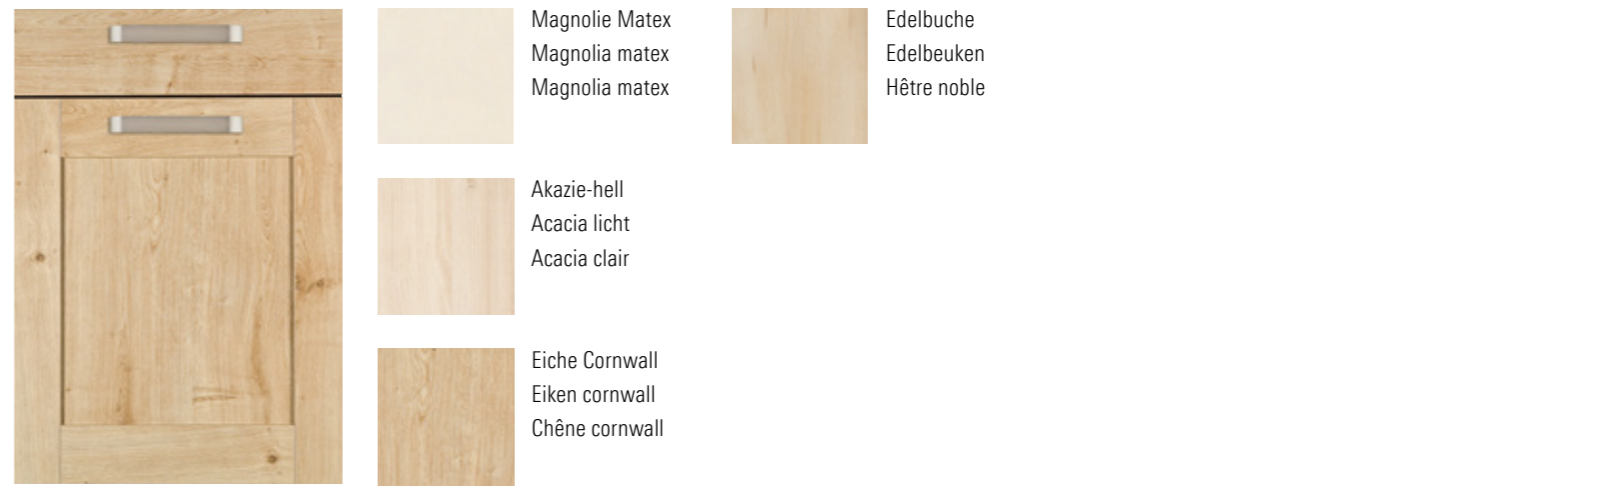 Magnolie Matex
Magnolia matex
Magnolia matex
Akazie-hell
Acacia licht
Acacia clair
Eiche Cornwall
Eiken cornwall
Chêne cornwall
Edelbuche
Edelbeuken
Hêtre noble